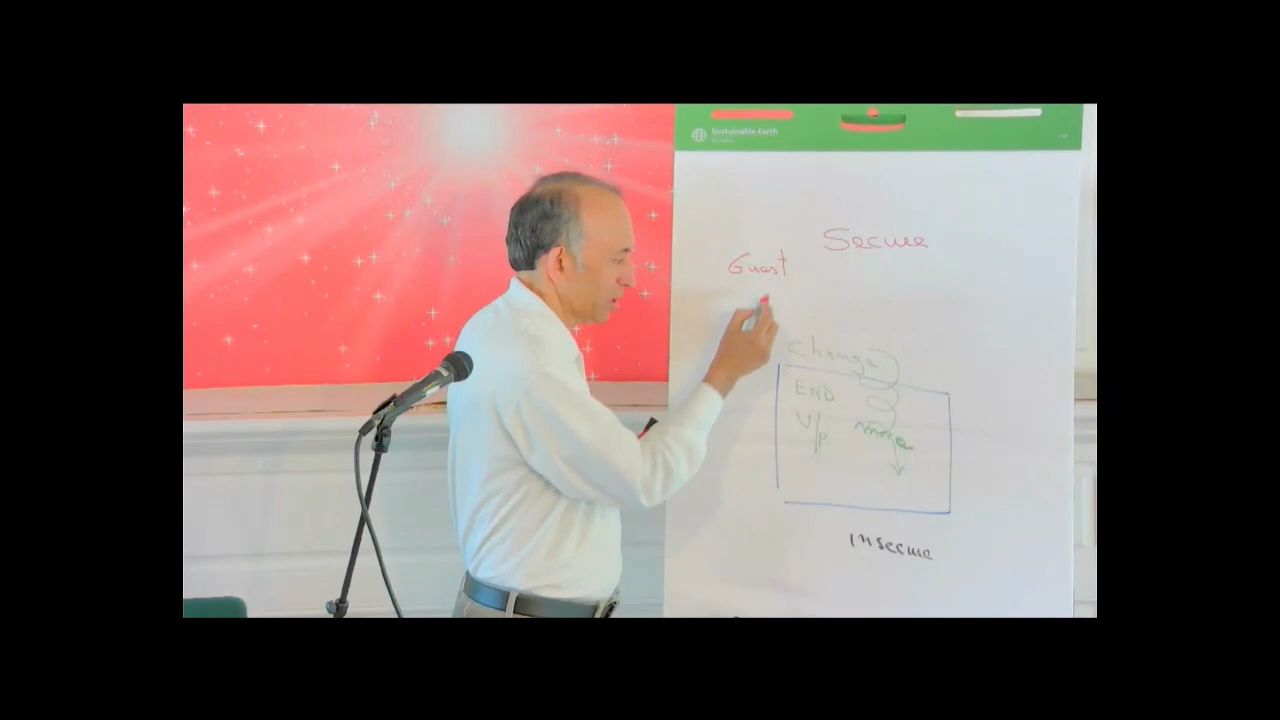 Sustainable Earth
Secure
Guest
Change
END
V/p more
Insecure